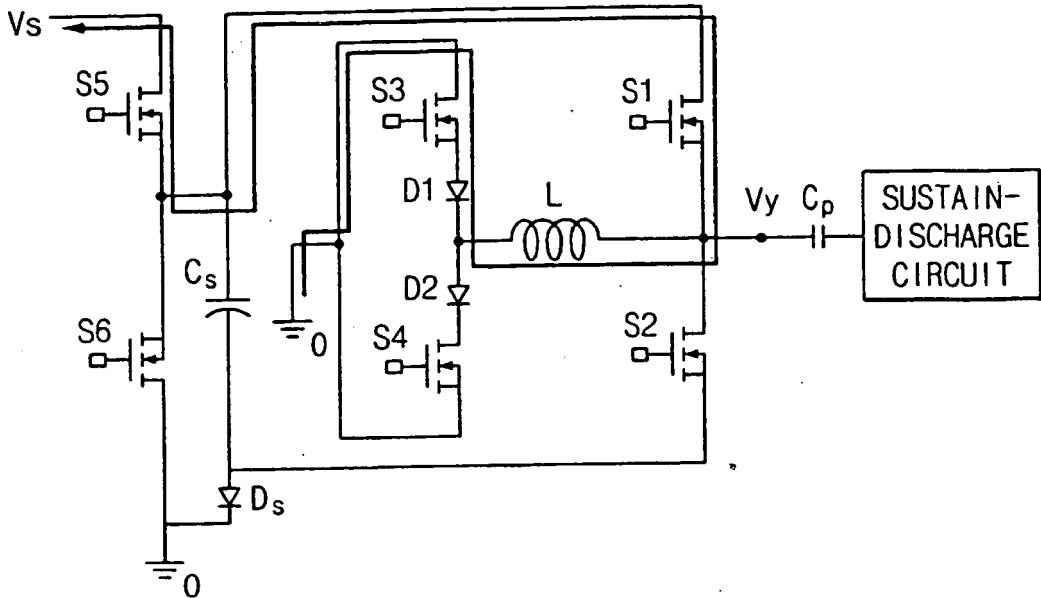 Vs
S5
S3
S1
D1
L
Vy
Cp
SUSTAIN-
DISCHARGE
CIRCUIT
Cs
D2
S6
0
S4
S2
Ds
0